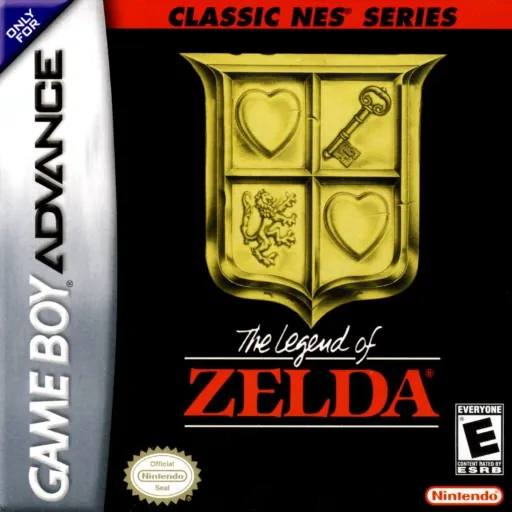 ONLY
FOR
CLASSIC NES® SERIES
GAME BOY® ADVANCE
The Legend of
ZELDA®
Official
Nintendo
Seal
EVERYONE
E
CONTENT RATED BY
ESRB
Nintendo